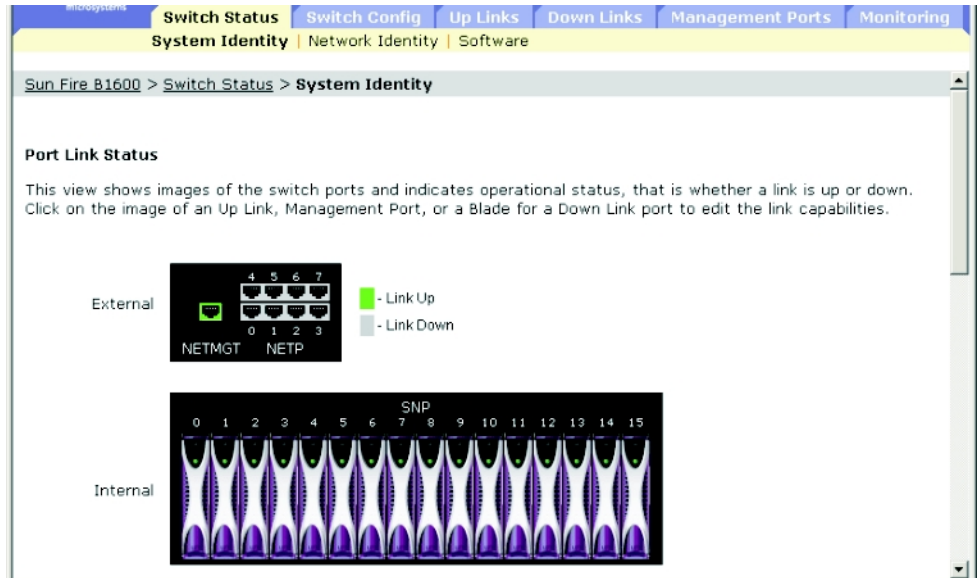 microsystems
Switch Status Switch Config Up Links Down Links Management Ports Monitoring
System Identity | Network Identity | Software
Sun Fire B1600 > Switch Status > System Identity
Port Link Status
This view shows images of the switch ports and indicates operational status, that is whether a link is up or down.
Click on the image of an Up Link, Management Port, or a Blade for a Down Link port to edit the link capabilities.
4 5 6 7
External
- Link Up
- Link Down
0 1 2 3
NETMGT NETP
SNP
0 1 2 3 4 5 6 7 8 9 10 11 12 13 14 15
Internal